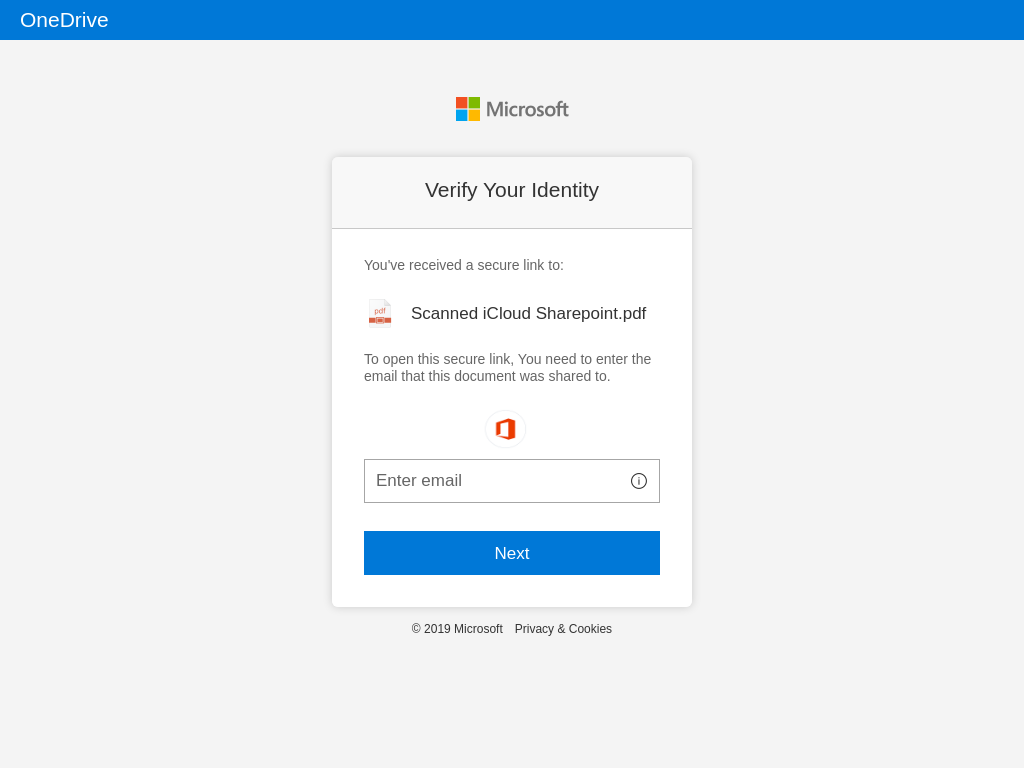 OneDrive
Microsoft
Verify Your Identity
You've received a secure link to:
pdf
Scanned iCloud Sharepoint.pdf
To open this secure link, You need to enter the
email that this document was shared to.
Enter email
Next
© 2019 Microsoft Privacy & Cookies